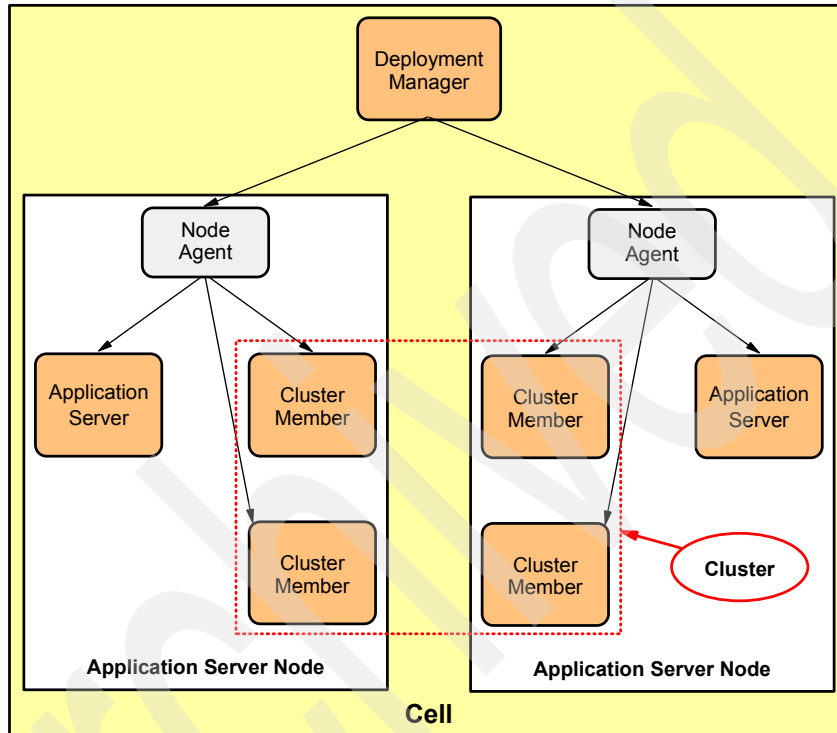 Deployment
Manager
Node
Agent
Node
Agent
Application
Server
Cluster
Member
Cluster
Member
Application
Server
Cluster
Member
Cluster
Member
Cluster
Application Server Node
Application Server Node
Cell